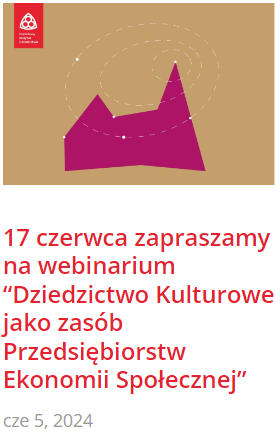 17 czerwca zapraszamy
na webinarium
“Dziedzictwo Kulturowe
jako zasób
Przedsiębiorstw
Ekonomii Społecznej”
cze 5, 2024